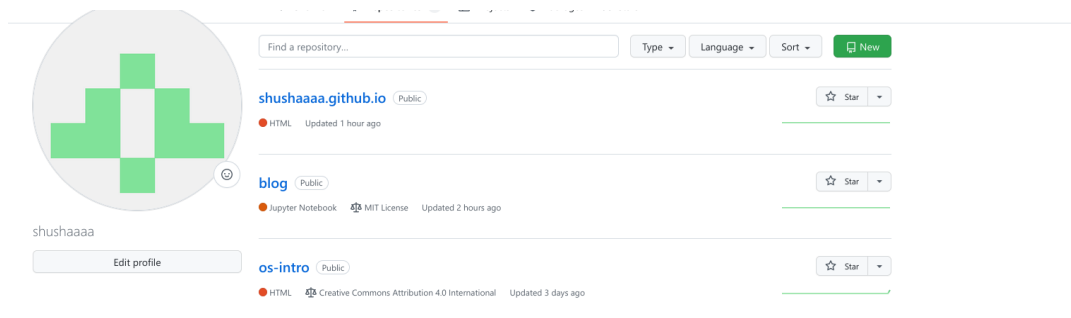 Find a repository...
Type
Language
Sort
New
shushaaaa.github.io Public
Star
HTML Updated 1 hour ago
blog Public
Star
Jupyter Notebook MIT License Updated 2 hours ago
shushaaaa
Edit profile
os-intro Public
Star
HTML Creative Commons Attribution 4.0 International Updated 3 days ago